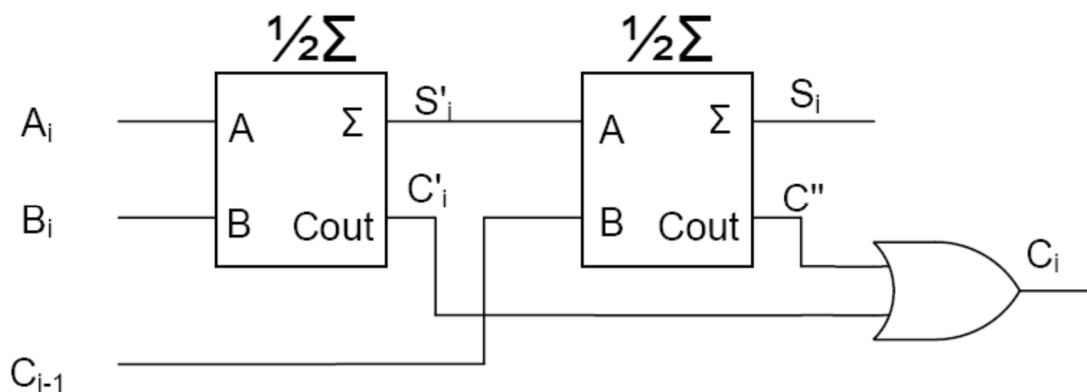 ½Σ ½Σ
Aᵢ A Σ S'ᵢ A Σ Sᵢ
Bᵢ B Cout C'ᵢ B Cout C"
Cᵢ
Cᵢ₋₁